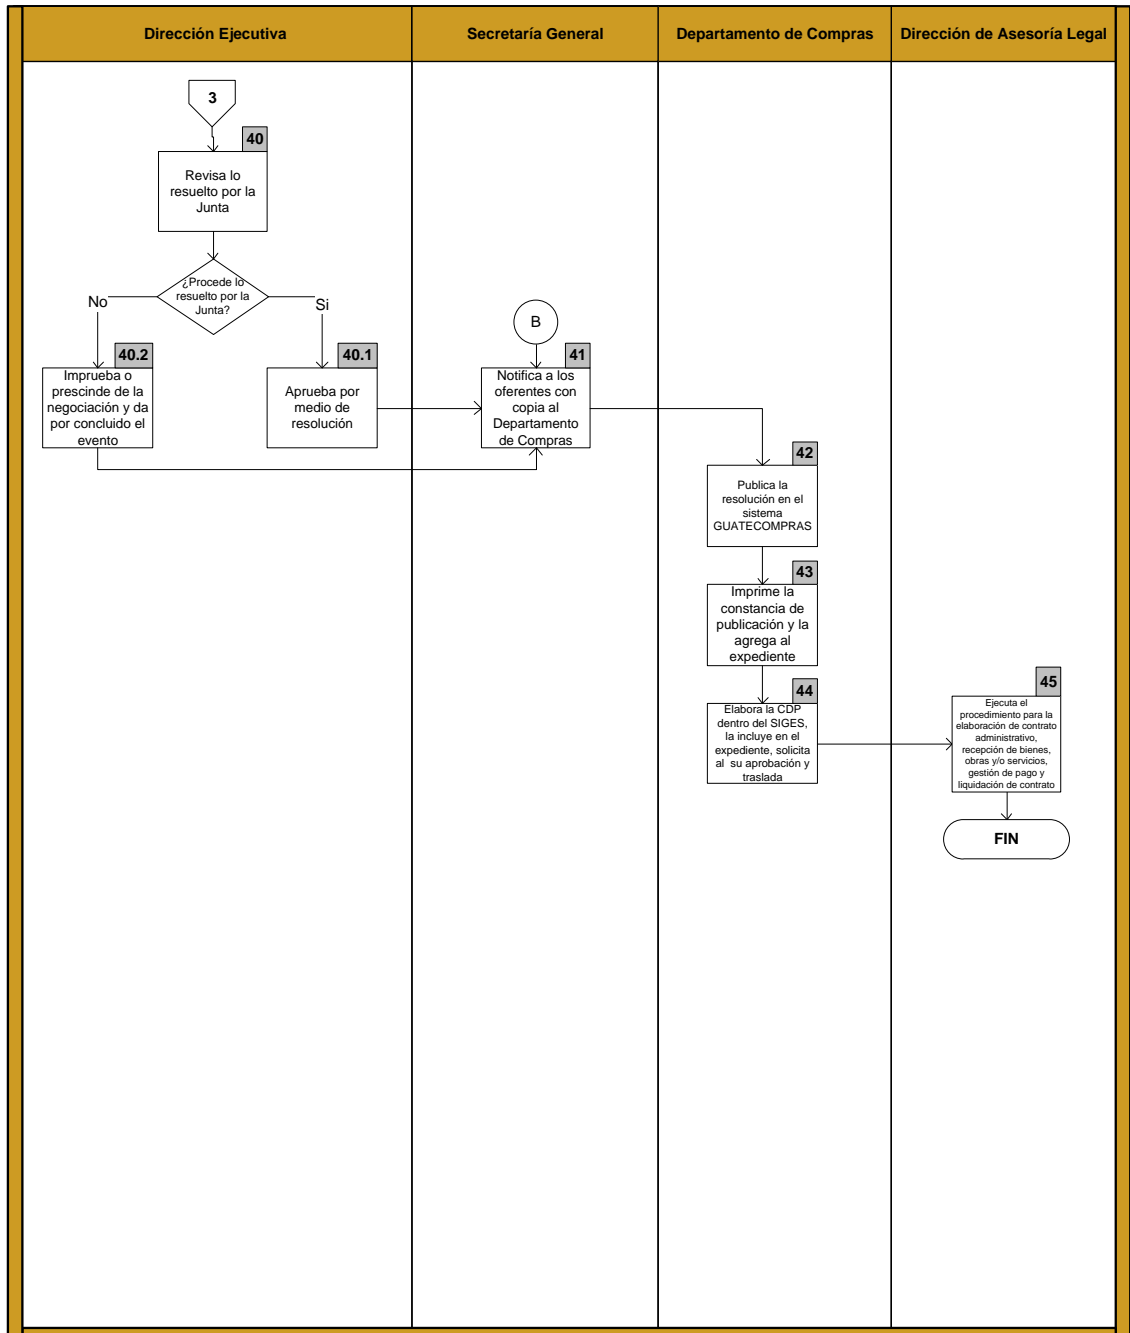 Dirección Ejecutiva
Secretaría General
Departamento de Compras
Dirección de Asesoría Legal
3
40
Revisa lo
resuelto por la
Junta
¿Procede lo
resuelto por la
Junta?
No
Si
40.2
Imprueba o
prescinde de la
negociación y da
por concluido el
evento
40.1
Aprueba por
medio de
resolución
B
41
Notifica a los
oferentes con
copia al
Departamento
de Compras
42
Publica la
resolución en el
sistema
GUATECOMPRAS
43
Imprime la
constancia de
publicación y la
agrega al
expediente
44
Elabora la CDP
dentro del SIGES,
la incluye en el
expediente, solicita
al su aprobación y
traslada
45
Ejecuta el
procedimiento para la
elaboración de contrato
administrativo,
recepción de bienes,
obras y/o servicios,
gestión de pago y
liquidación de contrato
FIN